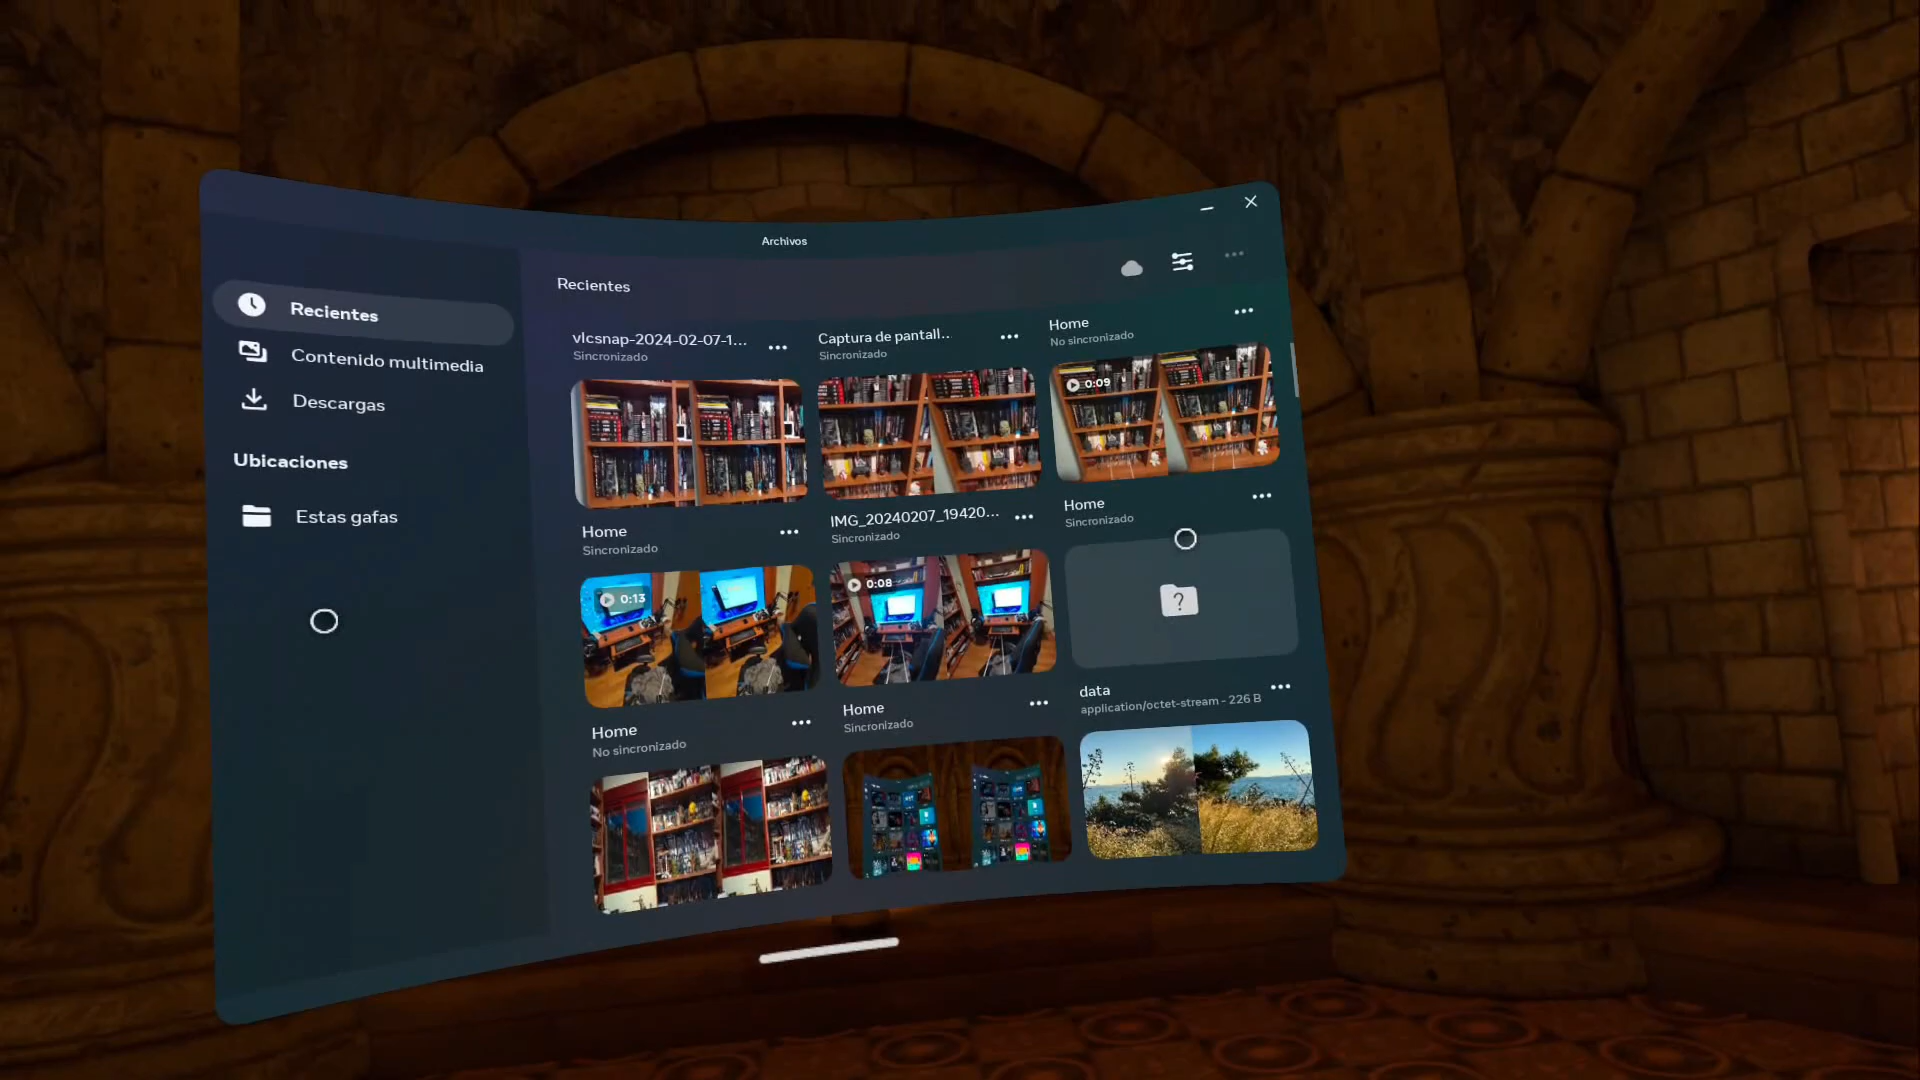 Archivos
Recientes
Contenido multimedia
Descargas
Ubicaciones
Estas gafas
Recientes
vlcsnap-2024-02-07-1...
Sincronizado
Captura de pantall..
Sincronizado
Home
No sincronizado
0:09
Home
Sincronizado
IMG_20240207_19420...
Sincronizado
Home
Sincronizado
0:13
0:08
?
Home
No sincronizado
Home
Sincronizado
data
application/octet-stream - 226 B